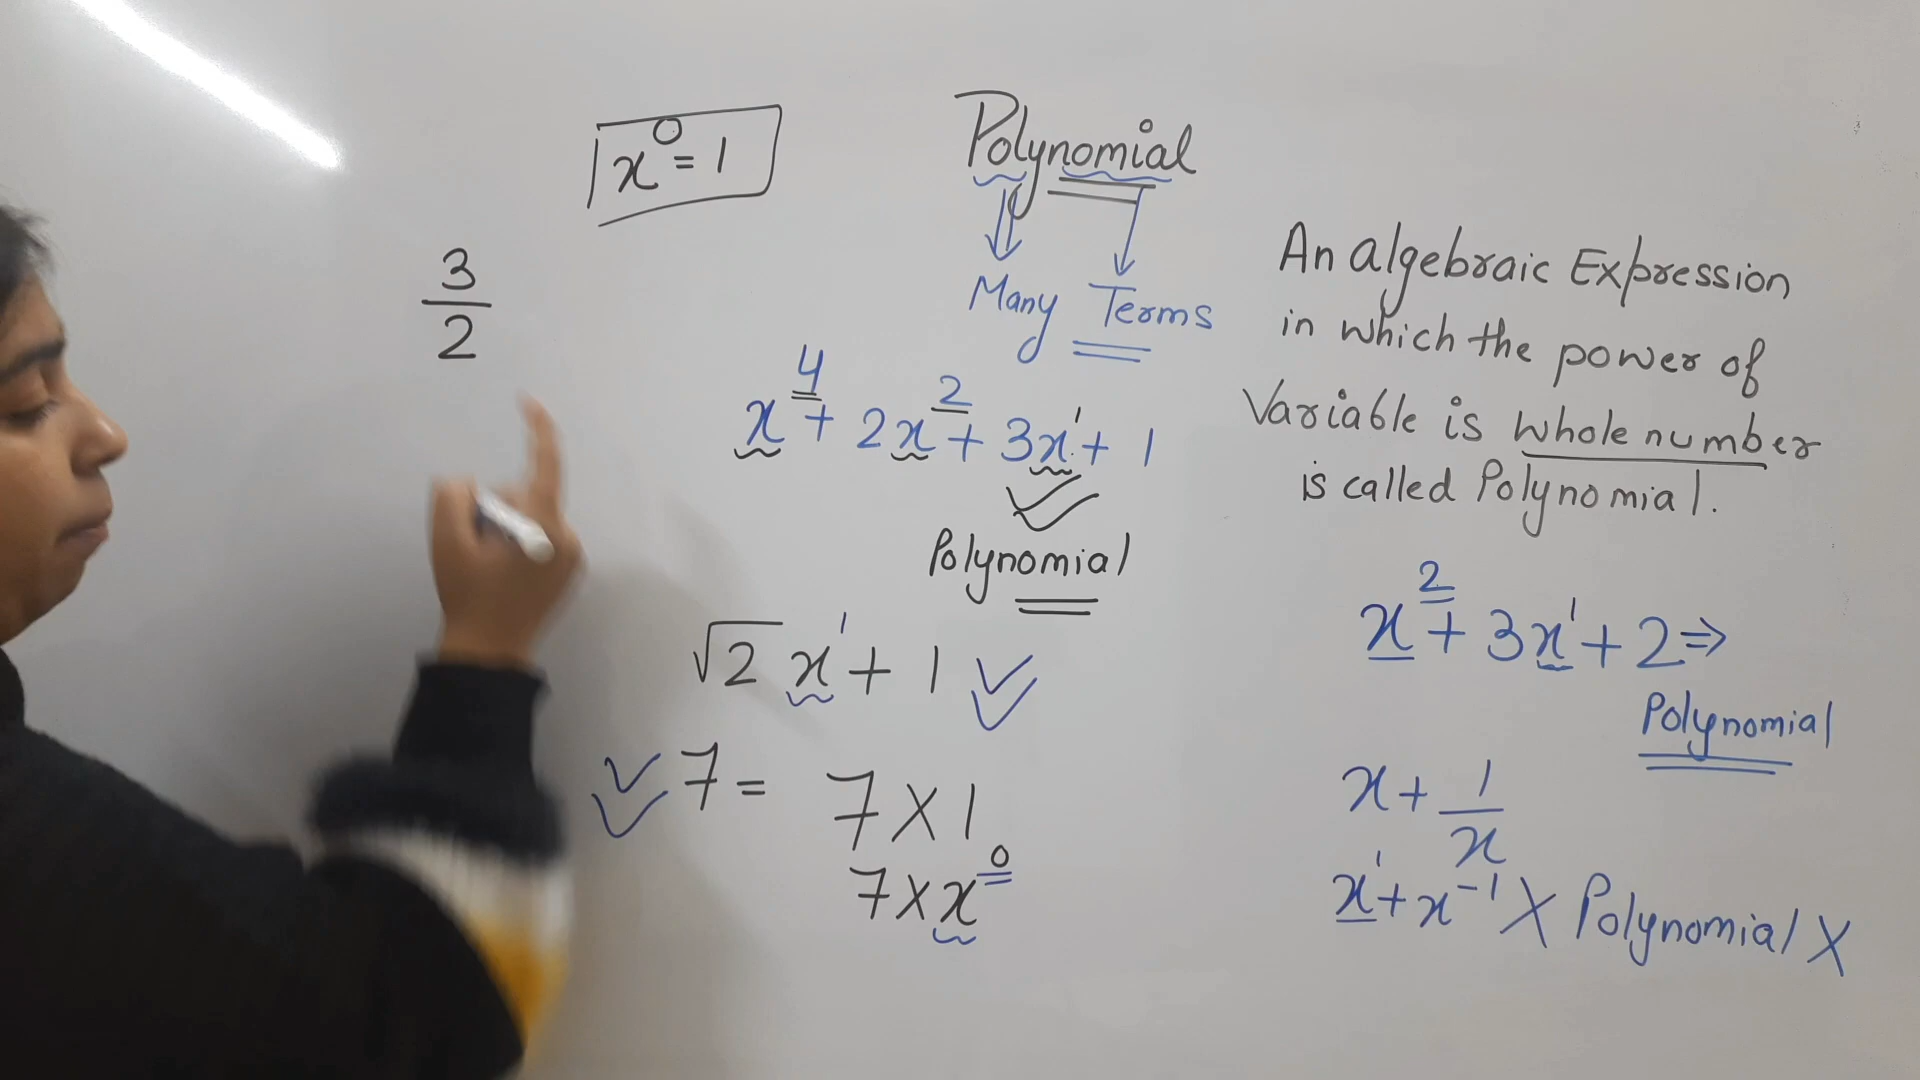 x⁰ = 1
3/2
Polynomial
Many Terms
x⁴ + 2x² + 3x¹ + 1
Polynomial
√2 x¹ + 1
7 = 7 × 1
7 × x⁰
An algebraic Expression
in which the power of
Variable is whole number
is called Polynomial.
x² + 3x¹ + 2 ⇒
Polynomial
x + 1/x
x¹ + x⁻¹ X Polynomial X